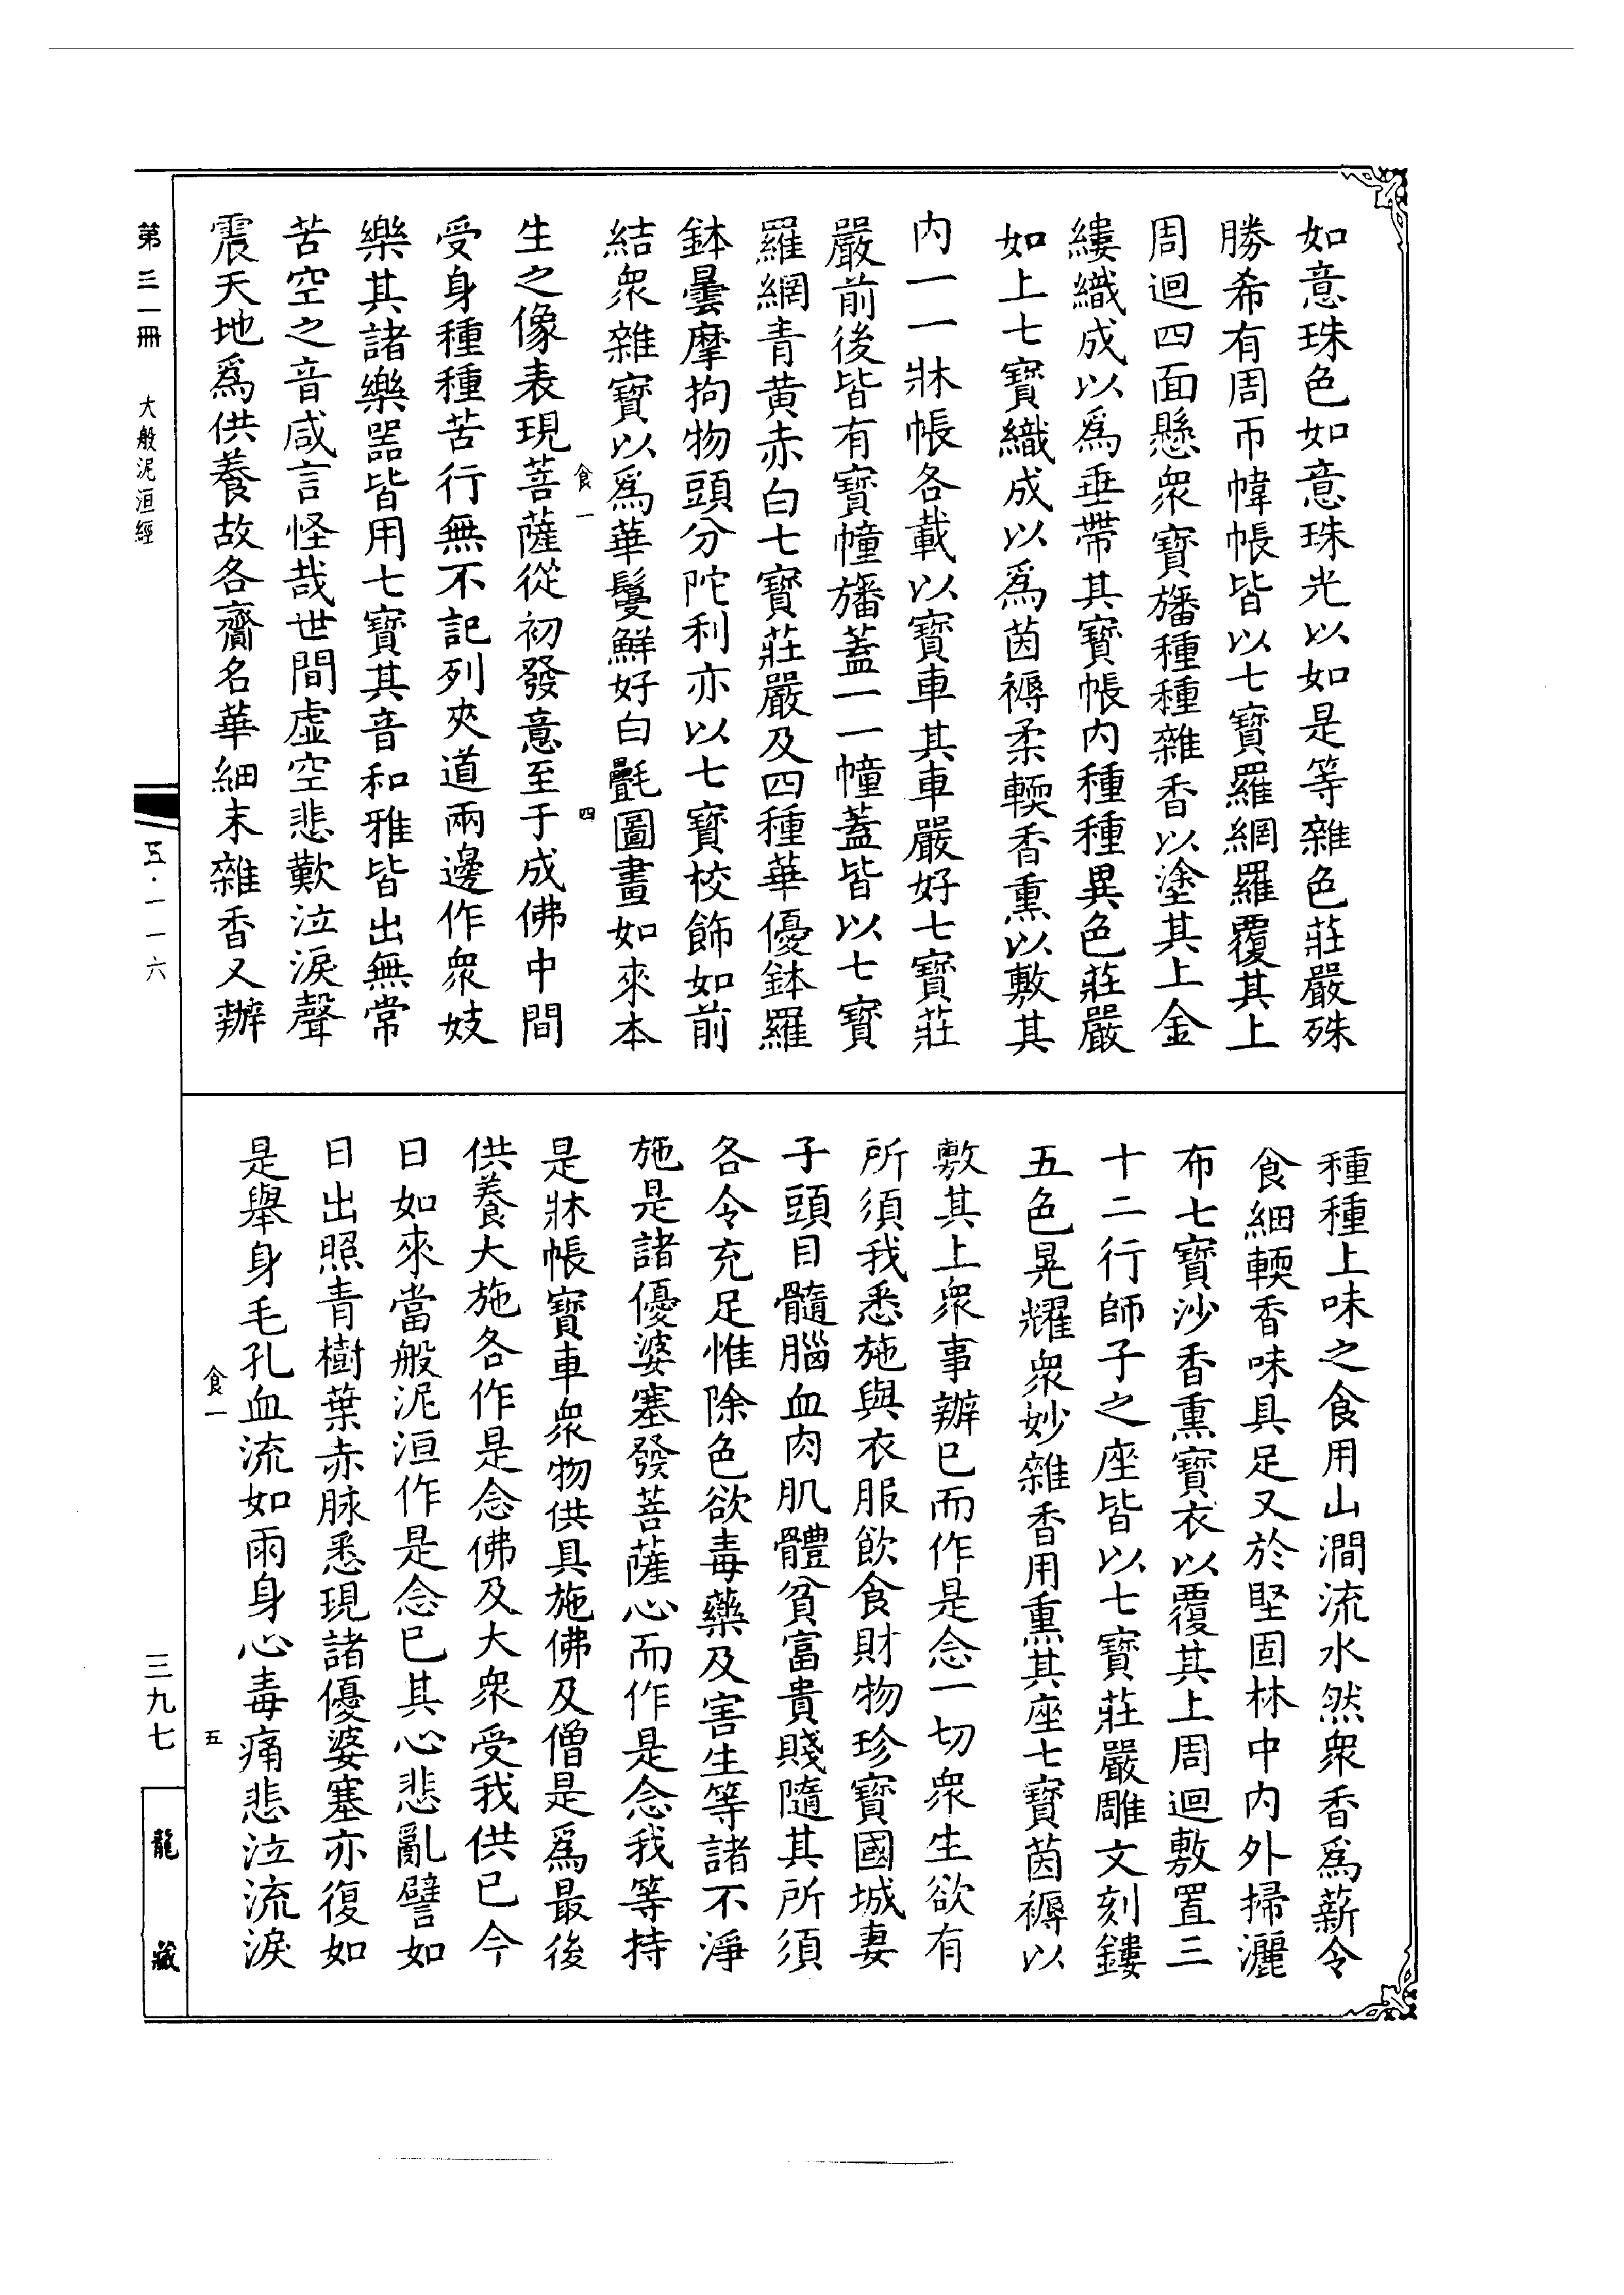 如意珠色如意珠光以如是等雜色莊嚴殊
勝希有周帀幃帳皆以七寶羅網羅覆其上
周迴四面懸衆寶旛種種雜香以塗其上金
縷織成以爲垂帶其寶帳内種種異色莊嚴
如上七寶織成以爲茵褥柔輭香熏以敷其
内一一牀帳各載以寶車其車嚴好七寶莊
嚴前後皆有寶幢旛蓋一一幢蓋皆以七寶
羅網青黃赤白七寶莊嚴及四種華優鉢羅
鉢曇摩拘物頭分陀利亦以七寶校飾如前
結衆雜寶以爲華鬘鮮好白氎圖畫如來本
食一 四
生之像表現菩薩從初發意至于成佛中間
受身種種苦行無不記列夾道兩邊作衆妓
樂其諸樂噐皆用七寶其音和雅皆出無常
苦空之音咸言怪哉世間虛空悲歎泣淚聲
震天地爲供養故各齎名華細末雜香又辦
種種上味之食用山澗流水然衆香爲薪令
食細輭香味具足又於堅固林中内外掃灑
布七寶沙香熏寶衣以覆其上周迴敷置三
十二行師子之座皆以七寶莊嚴雕文刻鏤
五色晃耀衆妙雜香用熏其座七寶茵褥以
敷其上衆事辦巳而作是念一切衆生欲有
所須我悉施與衣服飲食財物珍寶國城妻
子頭目髓腦血肉肌體貧富貴賤隨其所須
各令充足惟除色欲毒藥及害生等諸不淨
施是諸優婆塞發菩薩心而作是念我等持
是牀帳寶車衆物供具施佛及僧是爲最後
供養大施各作是念佛及大衆受我供巳今
日如來當般泥洹作是念巳其心悲亂譬如
日出照青樹葉赤脉悉現諸優婆塞亦復如
是舉身毛孔血流如雨身心毒痛悲泣流淚
食一 五
第三一冊 大般泥洹經
五·一一六
三九七
龍藏